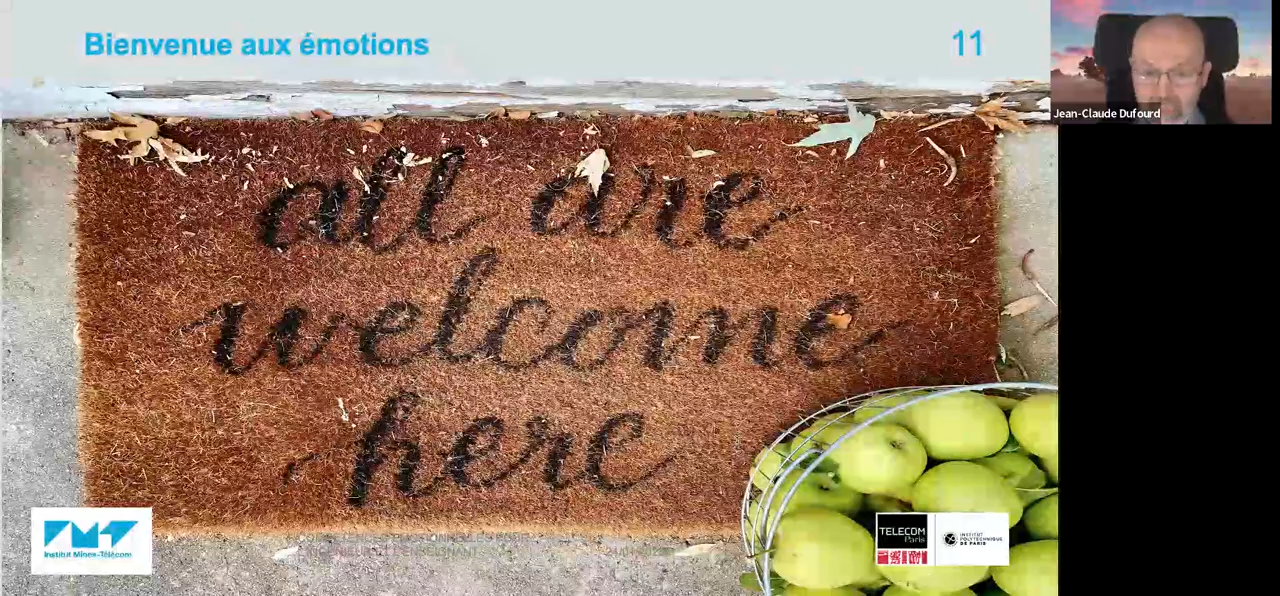 Bienvenue aux émotions
11
Jean-Claude Dufourd
all are
welcome
here
Institut Mines-Télécom
TELECOM
Paris
INSTITUT
POLYTECHNIQUE
DE PARIS